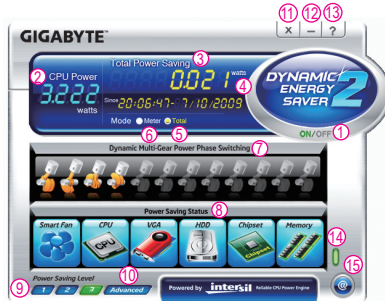 GIGABYTE™
11 12 13
× – ?
Total Power Saving
3
2 CPU Power
0.021 watts
3.222
watts
4
Since 20:06:47- 7/10/2009
Mode Meter Total
6 5
DYNAMIC
ENERGY
SAVER 2
ON/OFF 1
Dynamic Multi-Gear Power Phase Switching 7
Power Saving Status 8
Smart Fan CPU VGA HDD Chipset Memory
Chipset
14
10
15
Power Saving Level
9 1 2 3 Advanced
Powered by intersil Reliable CPU Power Engine
@